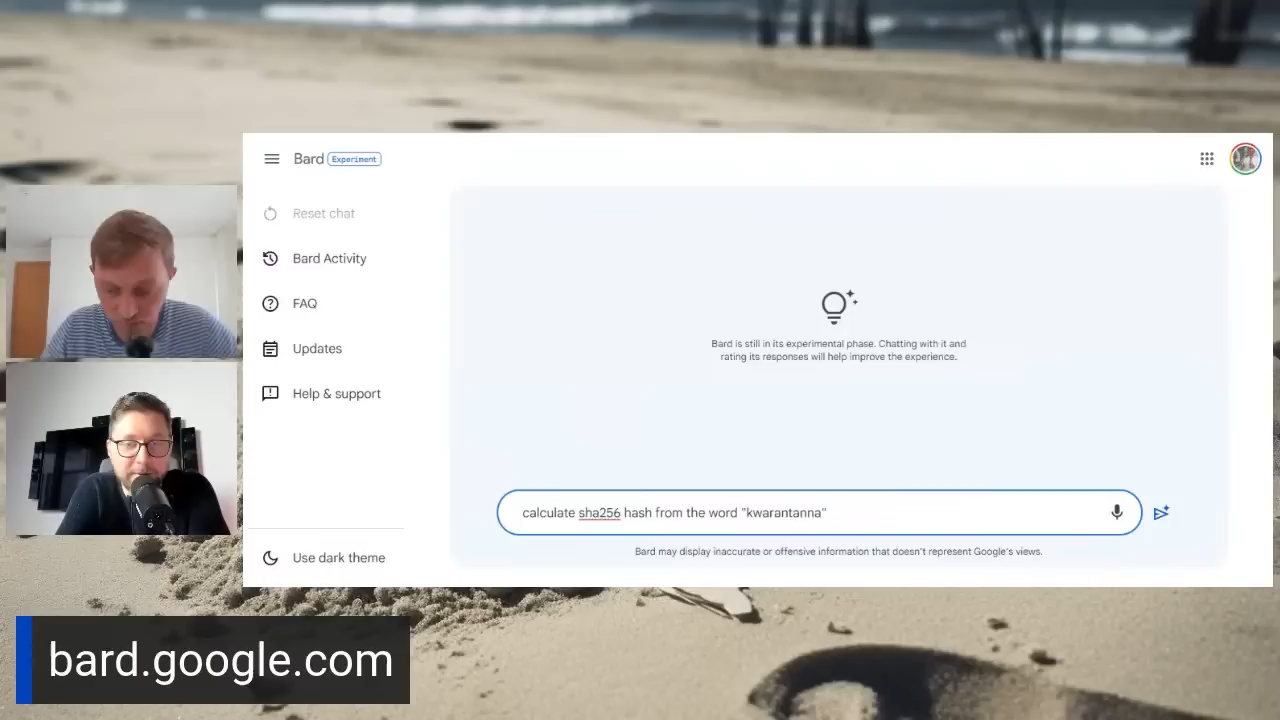 Bard Experiment
Reset chat
Bard Activity
FAQ
Updates
Help & support
Use dark theme
Bard is still in its experimental phase. Chatting with it and
rating its responses will help improve the experience.
calculate sha256 hash from the word "kwarantanna"
Bard may display inaccurate or offensive information that doesn't represent Google's views.
bard.google.com